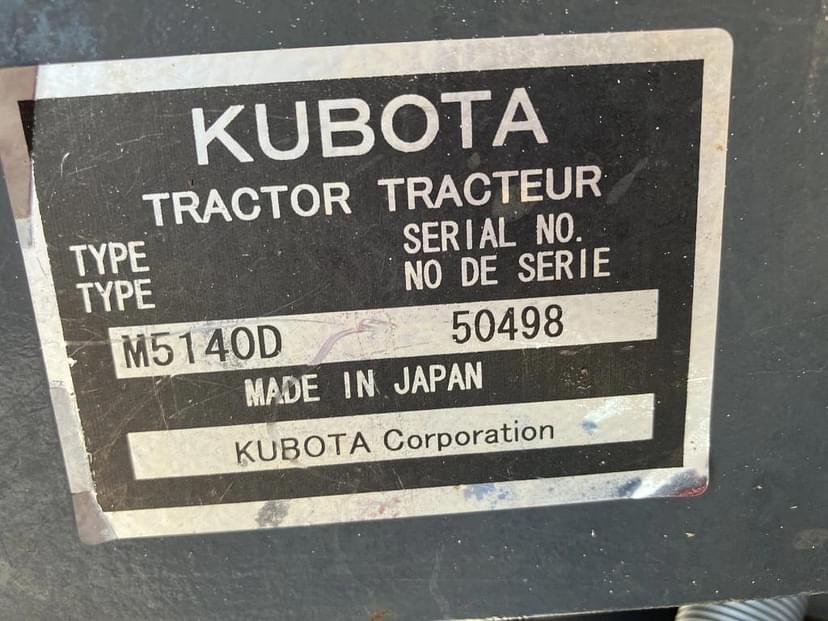 KUBOTA
TRACTOR TRACTEUR
TYPE SERIAL NO.
TYPE NO DE SERIE
M5140D 50498
MADE IN JAPAN
KUBOTA Corporation